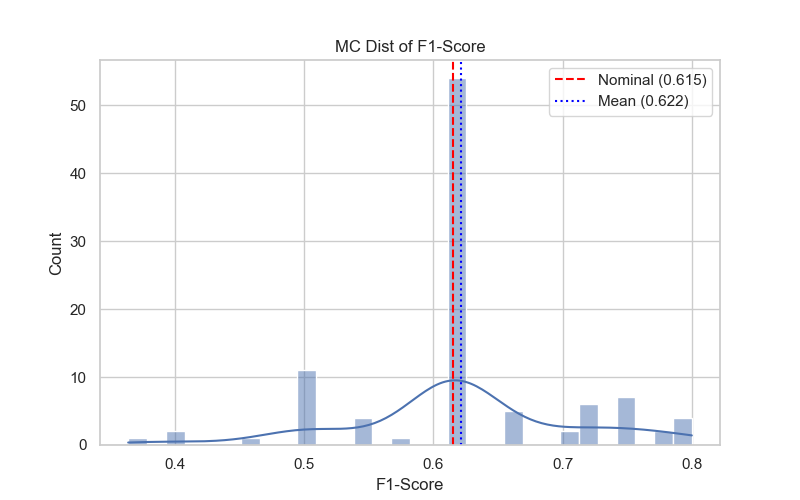 MC Dist of F1-Score
Nominal (0.615)
Mean (0.622)
Count
50
40
30
20
10
0
0.4 0.5 0.6 0.7 0.8
F1-Score